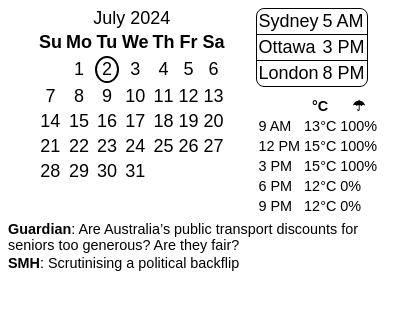 July 2024
Su Mo Tu We Th Fr Sa
1 2 3 4 5 6
7 8 9 10 11 12 13
14 15 16 17 18 19 20
21 22 23 24 25 26 27
28 29 30 31
Sydney 5 AM
Ottawa 3 PM
London 8 PM
°C ☂
9 AM 13°C 100%
12 PM 15°C 100%
3 PM 15°C 100%
6 PM 12°C 0%
9 PM 12°C 0%
Guardian: Are Australia’s public transport discounts for
seniors too generous? Are they fair?
SMH: Scrutinising a political backflip